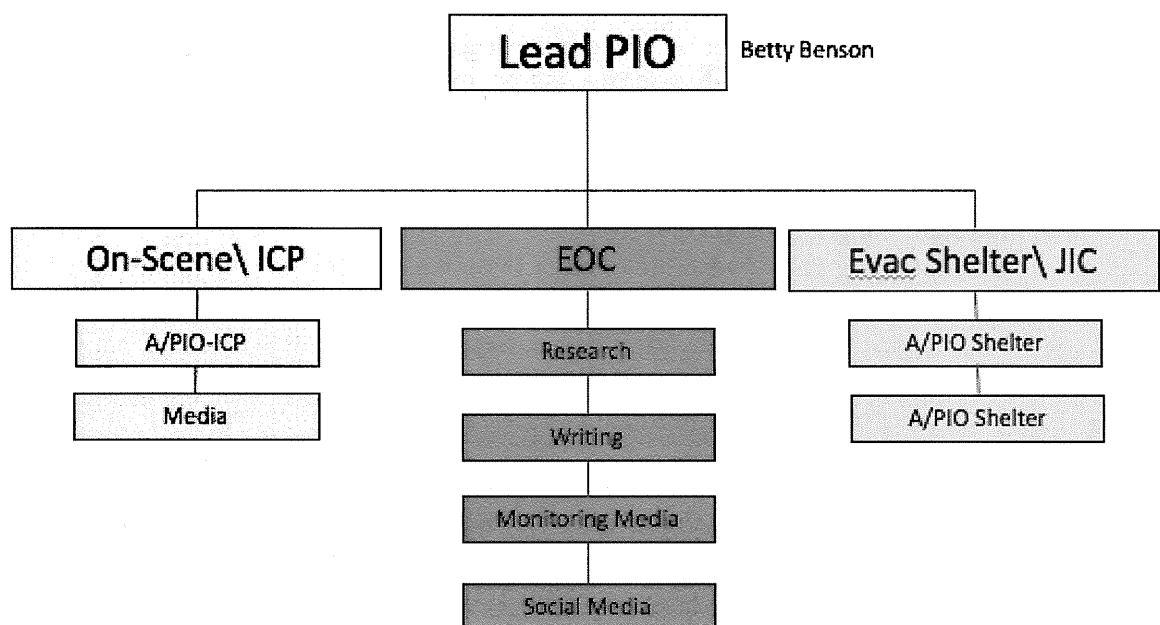 Lead PIO
Betty Benson
On-Scene\ ICP
EOC
Evac Shelter\ JIC
A/PIO-ICP
Media
Research
Writing
Monitoring Media
Social Media
A/PIO Shelter
A/PIO Shelter